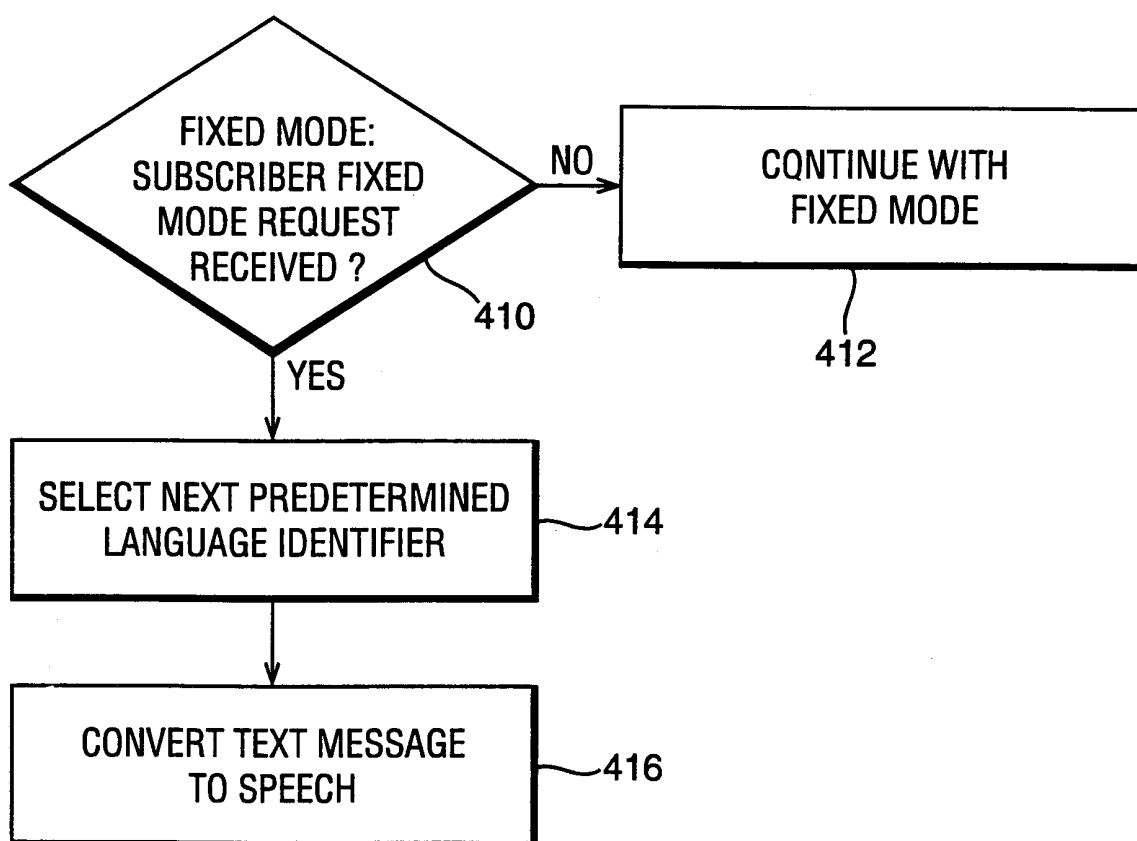 FIXED MODE:
SUBSCRIBER FIXED
MODE REQUEST
RECEIVED ?
NO
CONTINUE WITH
FIXED MODE
410
412
YES
SELECT NEXT PREDETERMINED
LANGUAGE IDENTIFIER
414
CONVERT TEXT MESSAGE
TO SPEECH
416